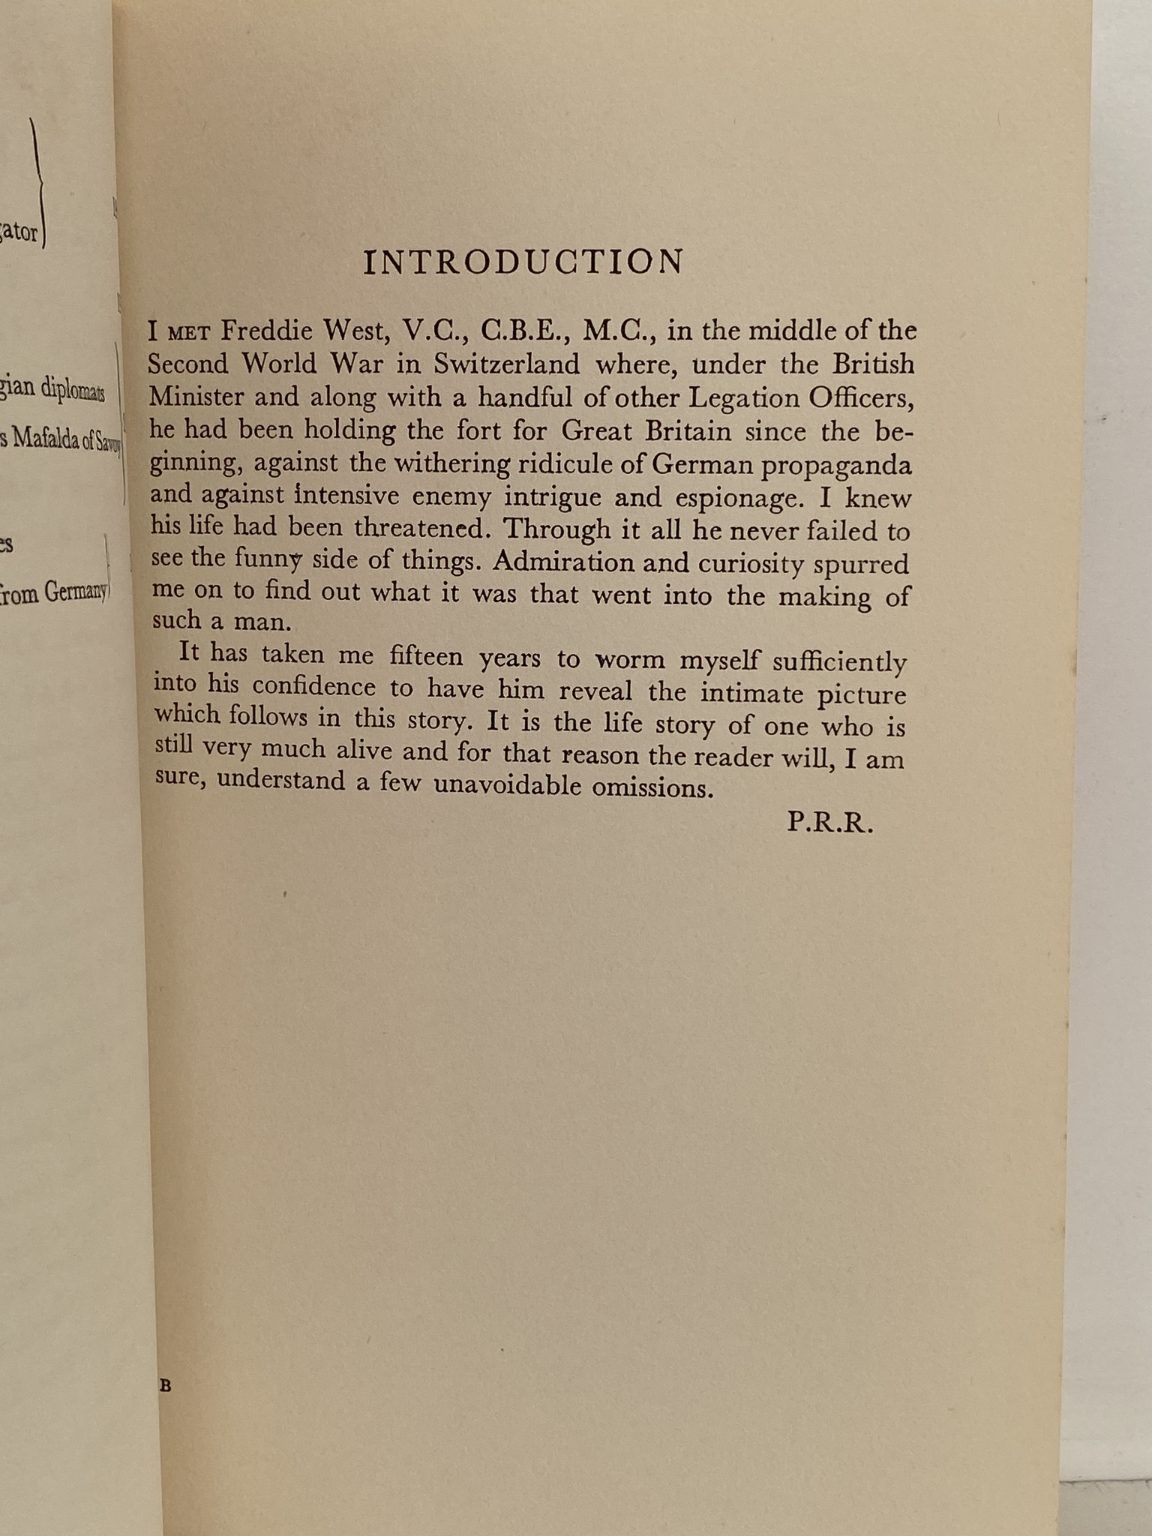 gator
gian diplomats
s Mafalda of Savoy
es
from Germany
INTRODUCTION
I MET Freddie West, V.C., C.B.E., M.C., in the middle of the
Second World War in Switzerland where, under the British
Minister and along with a handful of other Legation Officers,
he had been holding the fort for Great Britain since the be-
ginning, against the withering ridicule of German propaganda
and against intensive enemy intrigue and espionage. I knew
his life had been threatened. Through it all he never failed to
see the funny side of things. Admiration and curiosity spurred
me on to find out what it was that went into the making of
such a man.
It has taken me fifteen years to worm myself sufficiently
into his confidence to have him reveal the intimate picture
which follows in this story. It is the life story of one who is
still very much alive and for that reason the reader will, I am
sure, understand a few unavoidable omissions.
P.R.R.
B